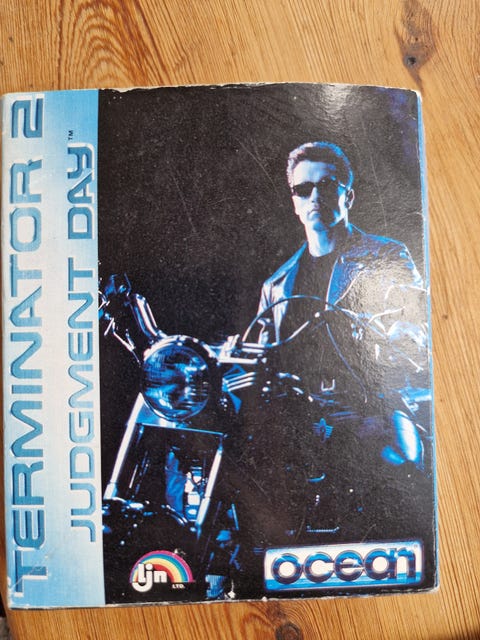 TERMINATOR 2
JUDGMENT DAY™
ljn
LTD.
ocean